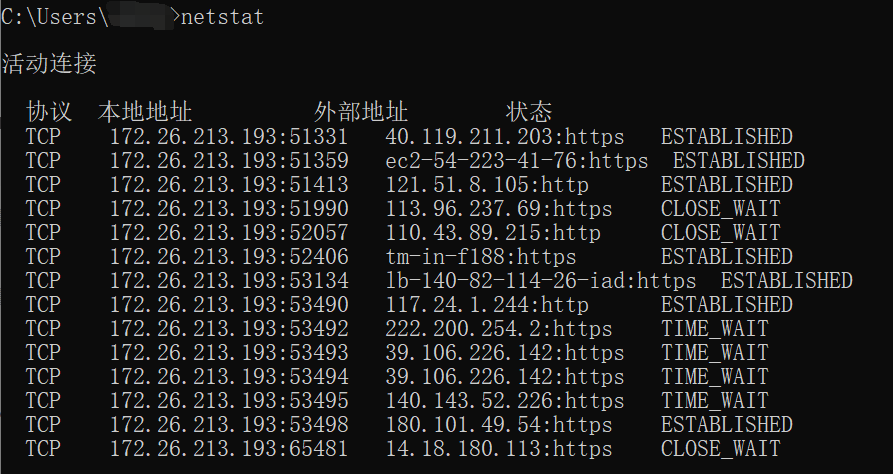 C:\Users\ >netstat
活动连接
协议 本地地址 外部地址 状态
TCP 172.26.213.193:51331 40.119.211.203:https ESTABLISHED
TCP 172.26.213.193:51359 ec2-54-223-41-76:https ESTABLISHED
TCP 172.26.213.193:51413 121.51.8.105:http ESTABLISHED
TCP 172.26.213.193:51990 113.96.237.69:https CLOSE_WAIT
TCP 172.26.213.193:52057 110.43.89.215:http CLOSE_WAIT
TCP 172.26.213.193:52406 tm-in-f188:https ESTABLISHED
TCP 172.26.213.193:53134 lb-140-82-114-26-iad:https ESTABLISHED
TCP 172.26.213.193:53490 117.24.1.244:http ESTABLISHED
TCP 172.26.213.193:53492 222.200.254.2:https TIME_WAIT
TCP 172.26.213.193:53493 39.106.226.142:https TIME_WAIT
TCP 172.26.213.193:53494 39.106.226.142:https TIME_WAIT
TCP 172.26.213.193:53495 140.143.52.226:https TIME_WAIT
TCP 172.26.213.193:53498 180.101.49.54:https ESTABLISHED
TCP 172.26.213.193:65481 14.18.180.113:http CLOSE_WAIT